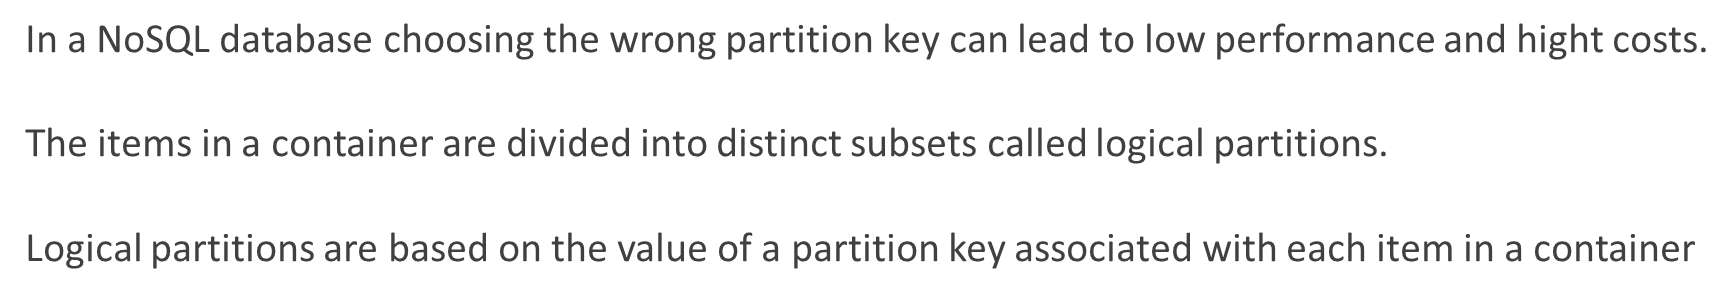 In a NoSQL database choosing the wrong partition key can lead to low performance and hight costs.
The items in a container are divided into distinct subsets called logical partitions.
Logical partitions are based on the value of a partition key associated with each item in a container